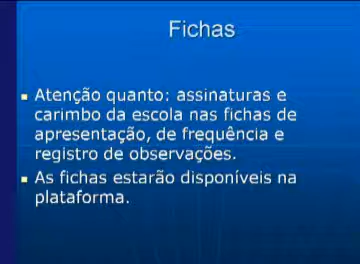 Fichas
Atenção quanto: assinaturas e
carimbo da escola nas fichas de
apresentação, de frequência e
registro de observações.
As fichas estarão disponíveis na
plataforma.